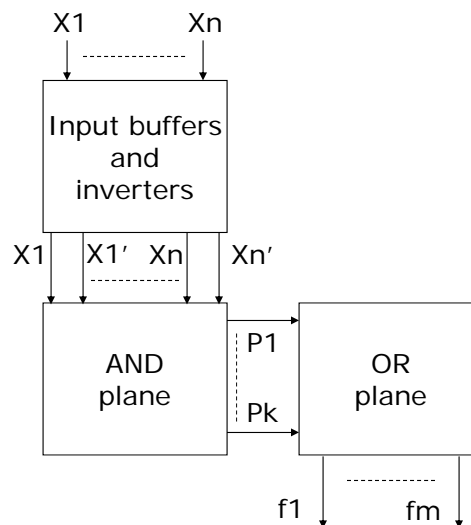 X1 Xn
Input buffers
and
inverters
X1 X1’ Xn Xn’
AND
plane
P1
Pk
OR
plane
f1 fm